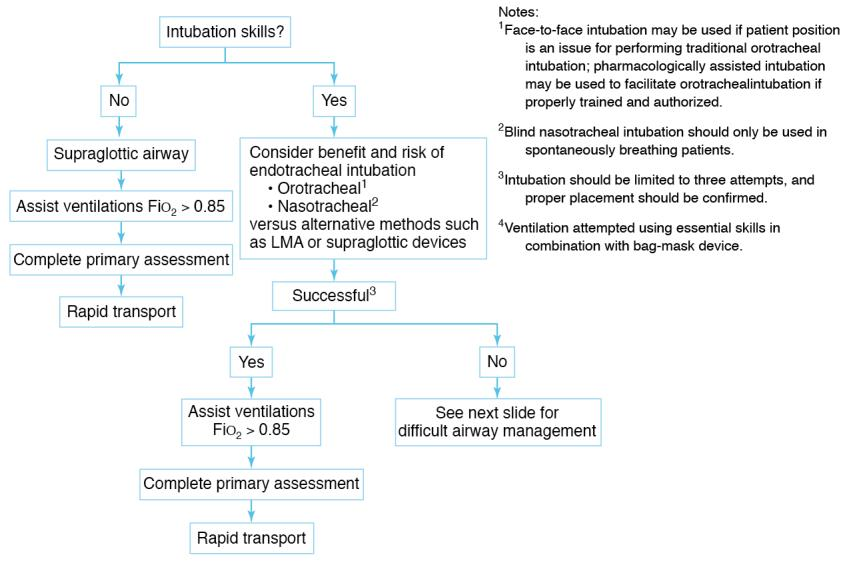 Intubation skills?
No
Yes
Supraglottic airway
Assist ventilations FiO₂ > 0.85
Complete primary assessment
Rapid transport
Consider benefit and risk of
endotracheal intubation
• Orotracheal¹
• Nasotracheal²
versus alternative methods such
as LMA or supraglottic devices
Successful³
Yes
No
Assist ventilations
FiO₂ > 0.85
Complete primary assessment
Rapid transport
See next slide for
difficult airway management
Notes:
¹Face-to-face intubation may be used if patient position
is an issue for performing traditional orotracheal
intubation; pharmacologically assisted intubation
may be used to facilitate orotrachealintubation if
properly trained and authorized.
²Blind nasotracheal intubation should only be used in
spontaneously breathing patients.
³Intubation should be limited to three attempts, and
proper placement should be confirmed.
⁴Ventilation attempted using essential skills in
combination with bag-mask device.